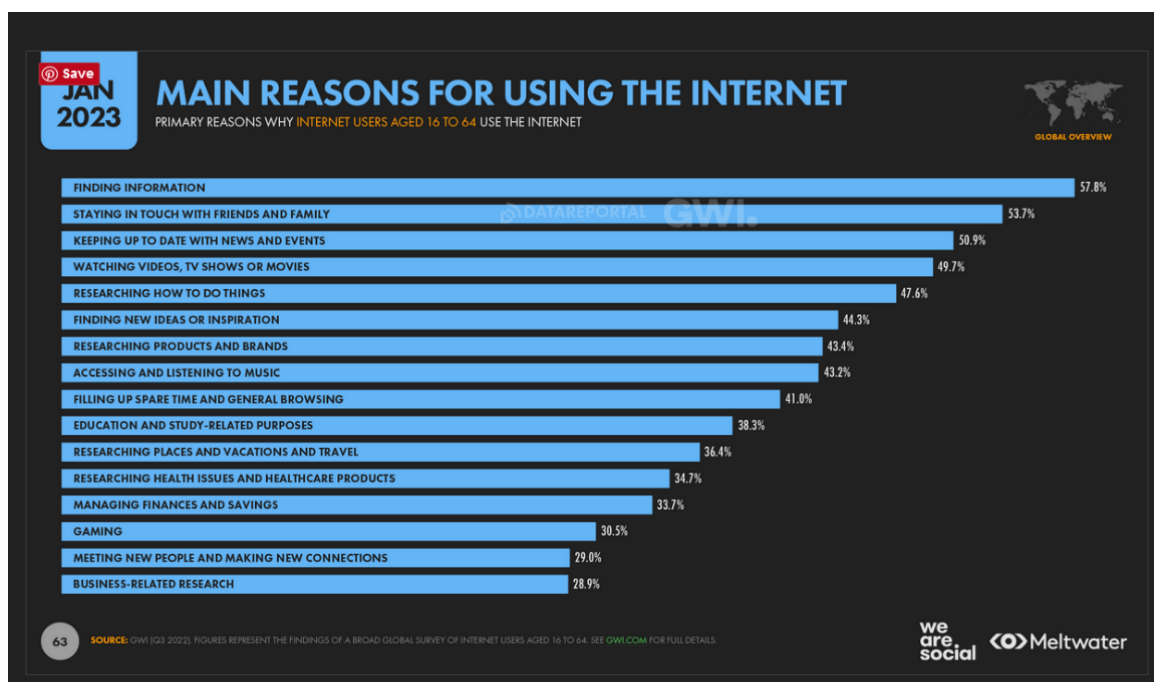 Save
JAN
2023
MAIN REASONS FOR USING THE INTERNET
PRIMARY REASONS WHY INTERNET USERS AGED 16 TO 64 USE THE INTERNET
GLOBAL OVERVIEW
FINDING INFORMATION 57.8%
STAYING IN TOUCH WITH FRIENDS AND FAMILY 53.7%
DATAREPORTAL GWI.
KEEPING UP TO DATE WITH NEWS AND EVENTS 50.9%
WATCHING VIDEOS, TV SHOWS OR MOVIES 49.7%
RESEARCHING HOW TO DO THINGS 47.6%
FINDING NEW IDEAS OR INSPIRATION 44.3%
RESEARCHING PRODUCTS AND BRANDS 43.4%
ACCESSING AND LISTENING TO MUSIC 43.2%
FILLING UP SPARE TIME AND GENERAL BROWSING 41.0%
EDUCATION AND STUDY-RELATED PURPOSES 38.3%
RESEARCHING PLACES AND VACATIONS AND TRAVEL 36.4%
RESEARCHING HEALTH ISSUES AND HEALTHCARE PRODUCTS 34.7%
MANAGING FINANCES AND SAVINGS 33.7%
GAMING 30.5%
MEETING NEW PEOPLE AND MAKING NEW CONNECTIONS 29.0%
BUSINESS-RELATED RESEARCH 28.9%
63
SOURCE: GWI (Q3 2022). FIGURES REPRESENT THE FINDINGS OF A BROAD GLOBAL SURVEY OF INTERNET USERS AGED 16 TO 64. SEE GWI.COM FOR FULL DETAILS.
we
are.
social
Meltwater